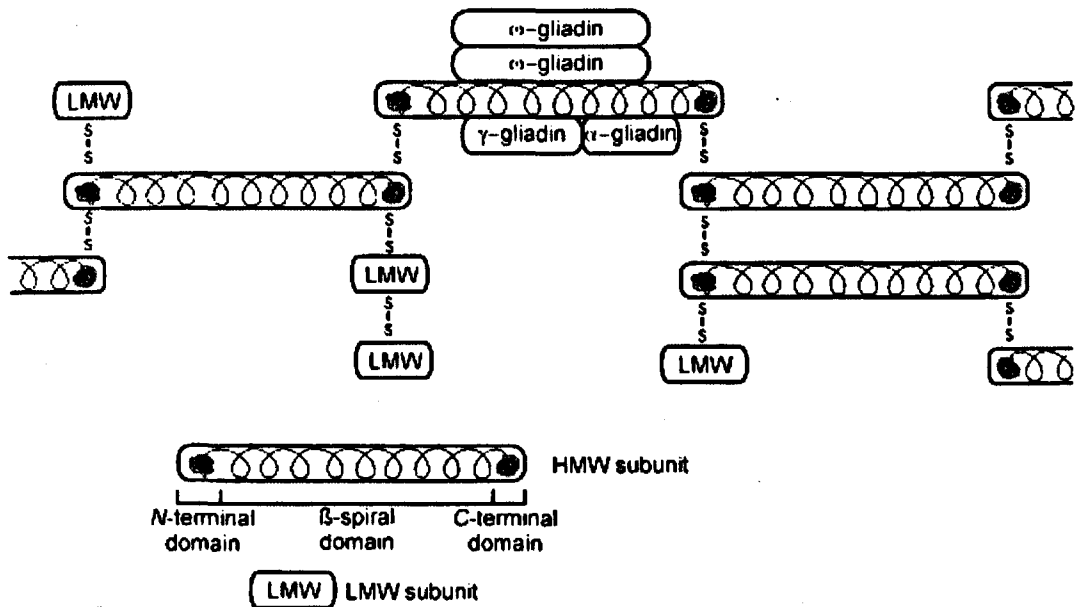 ω-gliadin
ω-gliadin
LMW
γ-gliadin
α-gliadin
S
S
S
S
S
S
S
S
S
S
S
S
S
S
LMW
S
S
S
S
S
S
LMW
LMW
HMW subunit
N-terminal domain
ß-spiral domain
C-terminal domain
LMW
LMW subunit